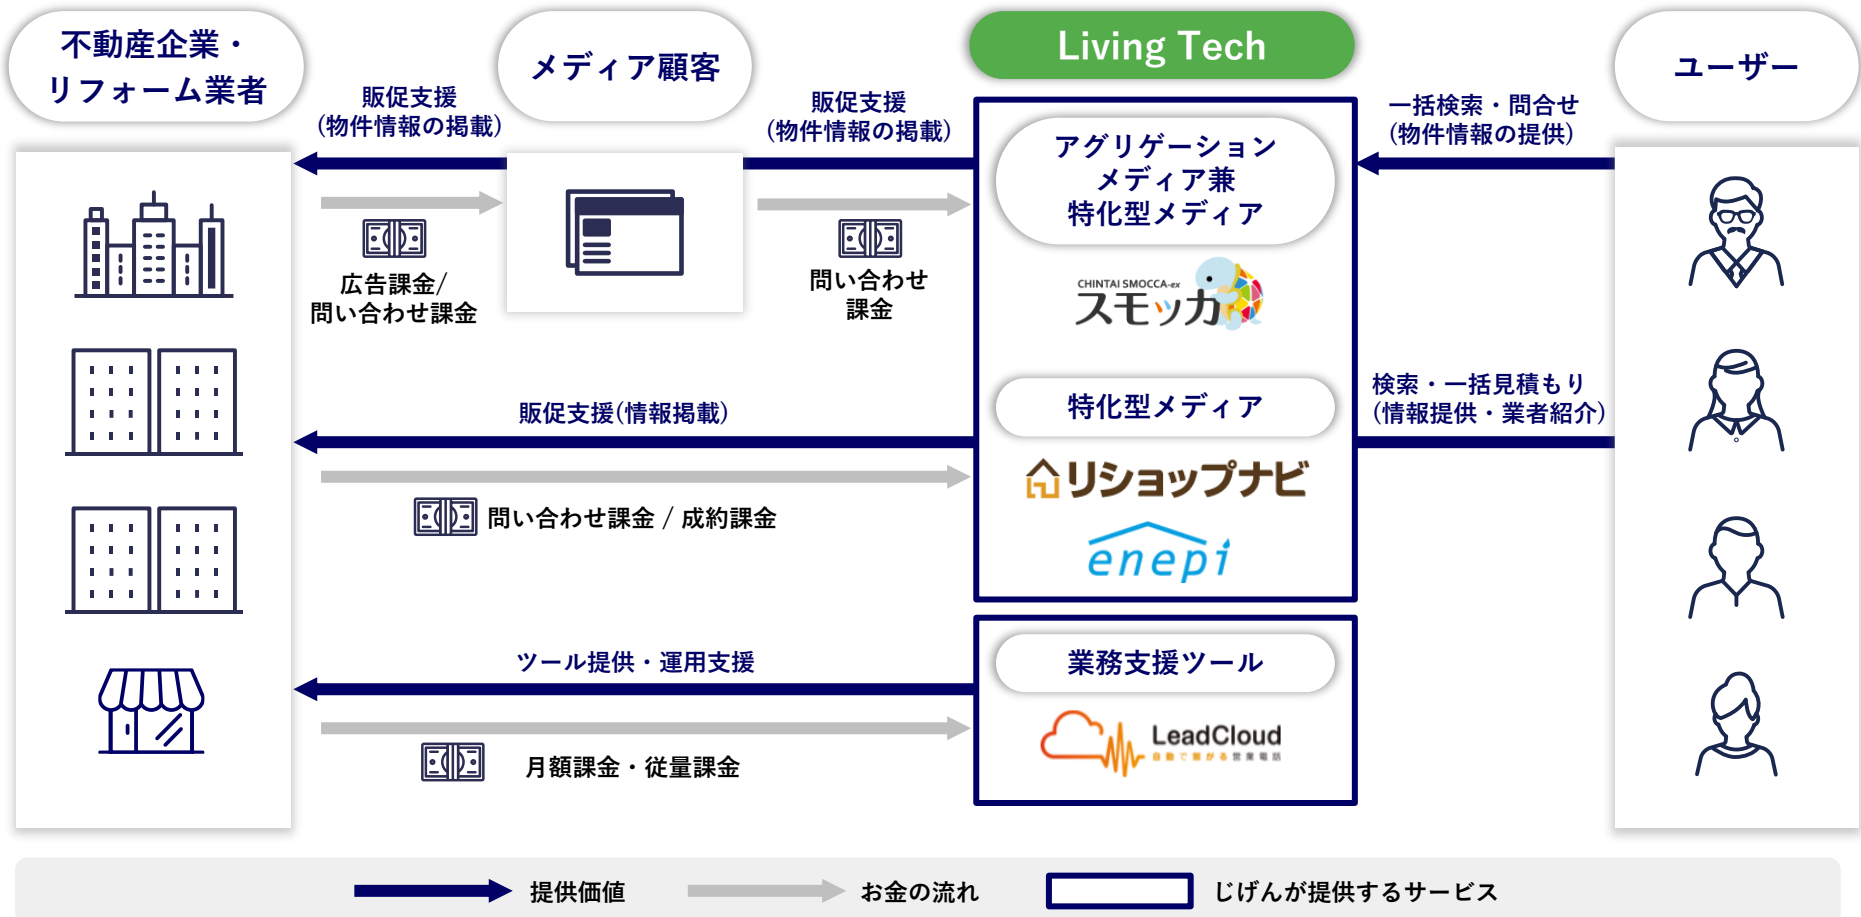 不動産企業・
リフォーム業者
メディア顧客
Living Tech
ユーザー
販促支援
(物件情報の掲載)
販促支援
(物件情報の掲載)
一括検索・問合せ
(物件情報の提供)
アグリゲーション
メディア兼
特化型メディア
広告課金/
問い合わせ課金
問い合わせ
課金
CHINTAI SMOCCA-ex
スモッカ
販促支援(情報掲載)
特化型メディア
検索・一括見積もり
(情報提供・業者紹介)
リショップナビ
問い合わせ課金 / 成約課金
enepi
ツール提供・運用支援
業務支援ツール
LeadCloud
自動で繋がる営業電話
月額課金・従量課金
提供価値
お金の流れ
じげんが提供するサービス